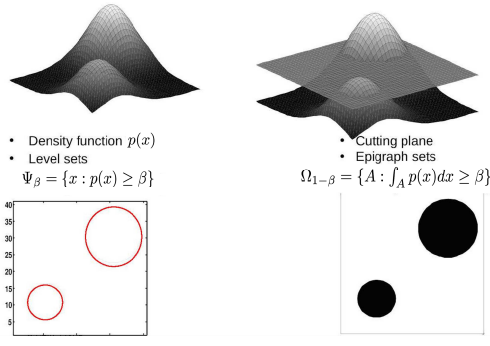 • Density function p(x)
• Level sets
Ψ_β = {x : p(x) ≥ β}
• Cutting plane
• Epigraph sets
Ω_{1−β} = {A : ∫_A p(x)dx ≥ β}
40
35
30
25
20
15
10
5